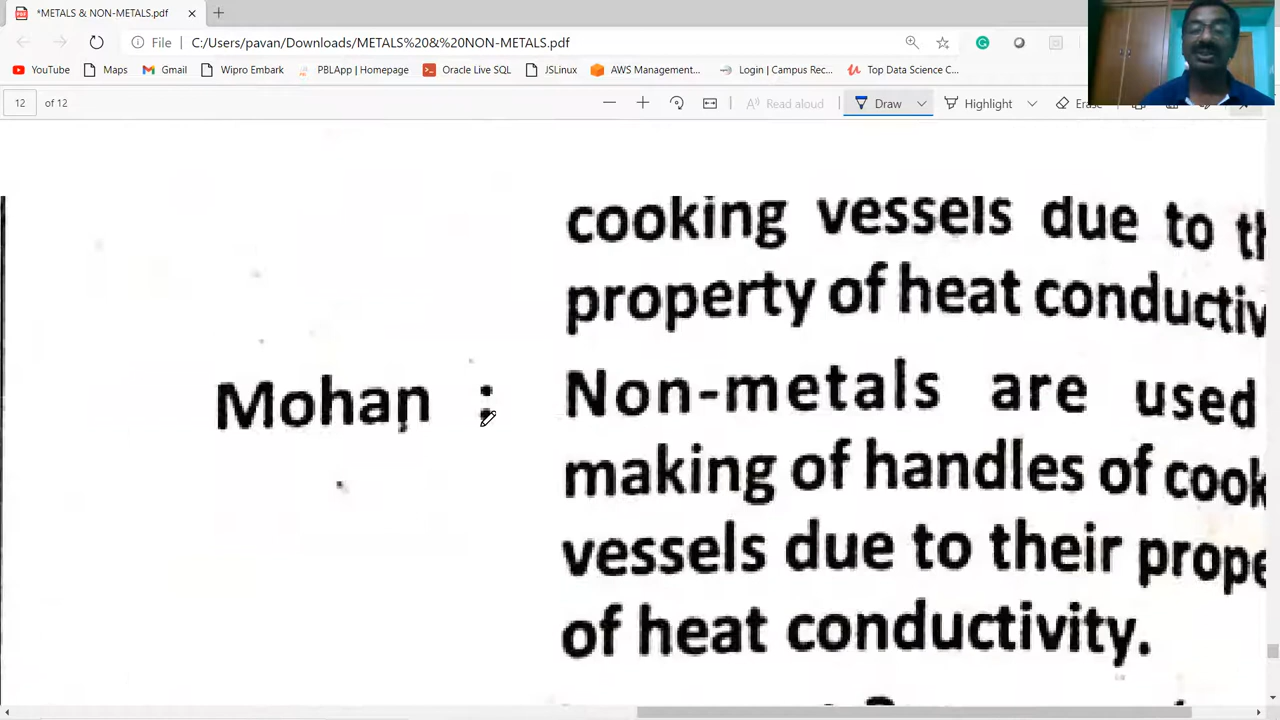 *METALS & NON-METALS.pdf
File C:/Users/pavan/Downloads/METALS%20&%20NON-METALS.pdf
YouTube Maps Gmail Wipro Embark PBLApp | Homepage Oracle Live SQL JSLinux AWS Management... Login | Campus Rec... Top Data Science C...
12 of 12 Read aloud Draw Highlight Erase
cooking vessels due to th
property of heat conductiv
Mohan : Non-metals are used
making of handles of cook
vessels due to their prope
of heat conductivity.